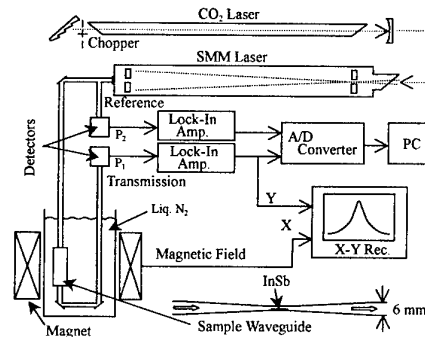 CO2 Laser
Chopper
SMM Laser
Reference
Detectors
P2
Lock-In
Amp.
P1
Lock-In
Amp.
A/D
Converter
PC
Transmission
Liq. N2
Y
X
X-Y Rec.
Magnetic Field
InSb
6 mm
Magnet
Sample Waveguide